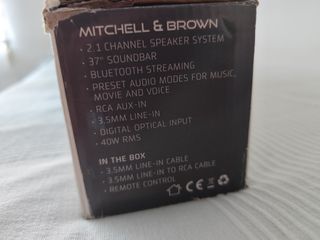 MITCHELL & BROWN
• 2.1 CHANNEL SPEAKER SYSTEM
• 37" SOUNDBAR
• BLUETOOTH STREAMING
• PRESET AUDIO MODES FOR MUSIC,
MOVIE AND VOICE
• RCA AUX-IN
• 3.5MM LINE-IN
• DIGITAL OPTICAL INPUT
• 40W RMS
IN THE BOX
• 3.5MM LINE-IN CABLE
• 3.5MM LINE-IN TO RCA CABLE
• REMOTE CONTROL
CE